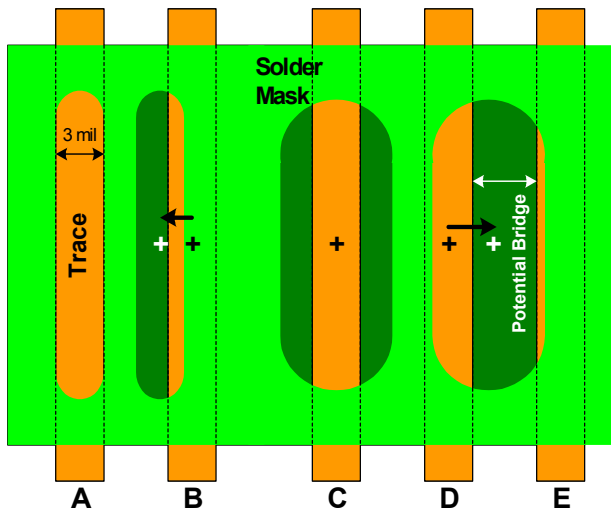 Solder
Mask
3 mil
Trace
Potential Bridge
A B C D E